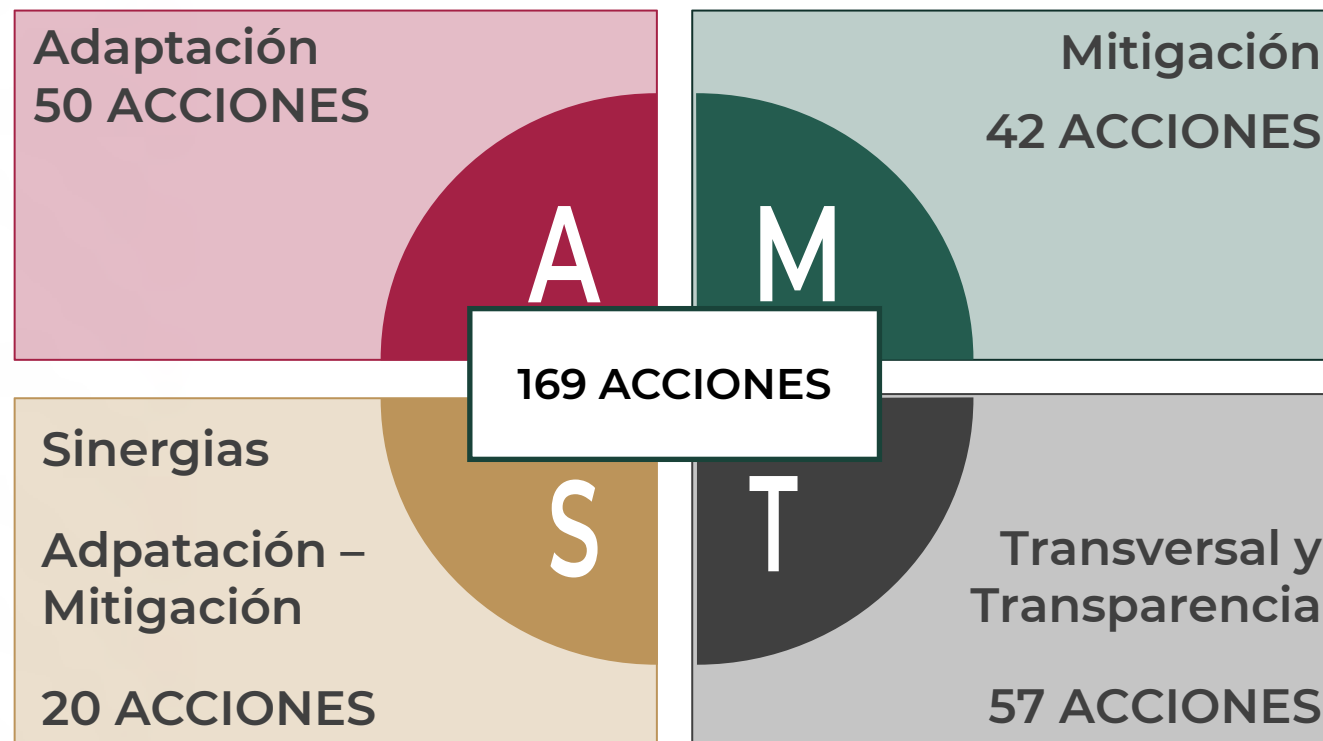 Adaptación
50 ACCIONES
A
Mitigación
42 ACCIONES
M
169 ACCIONES
Sinergias
Adpatación –
Mitigación
20 ACCIONES
S
T
Transversal y
Transparencia
57 ACCIONES